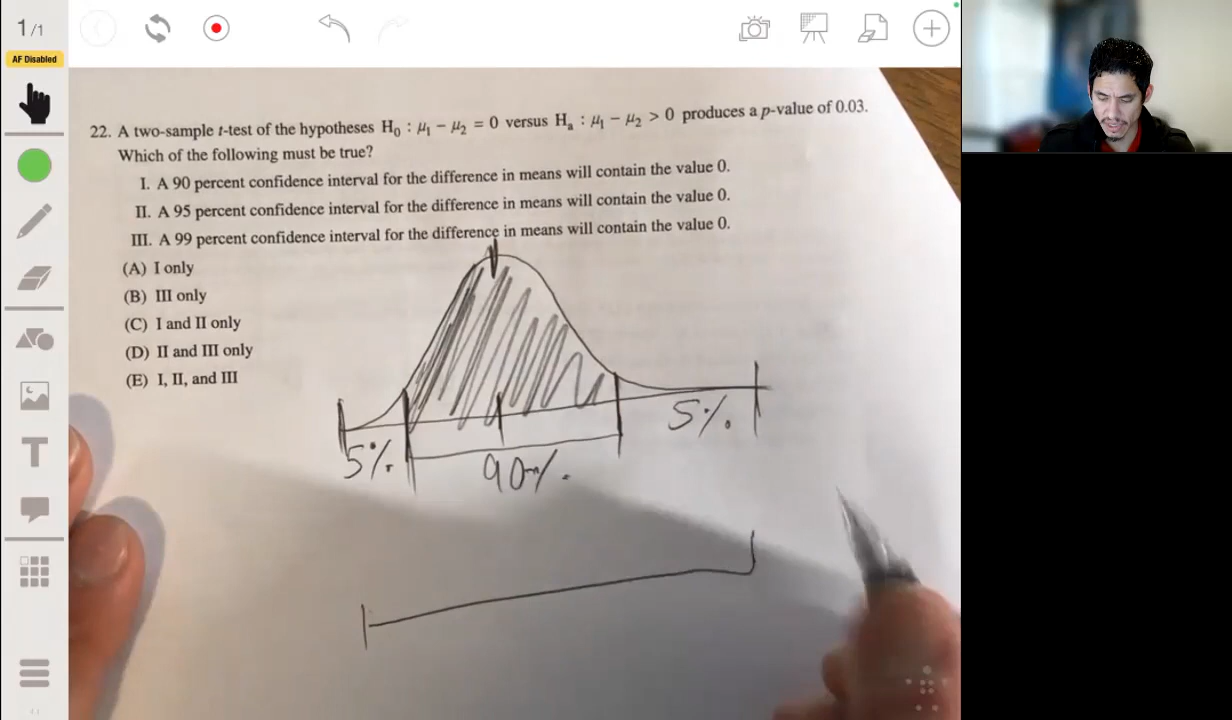 1/1
AF Disabled
22. A two-sample t-test of the hypotheses H₀ : μ₁ − μ₂ = 0 versus Hₐ : μ₁ − μ₂ > 0 produces a p-value of 0.03.
Which of the following must be true?
I. A 90 percent confidence interval for the difference in means will contain the value 0.
II. A 95 percent confidence interval for the difference in means will contain the value 0.
III. A 99 percent confidence interval for the difference in means will contain the value 0.
(A) I only
(B) III only
(C) I and II only
(D) II and III only
(E) I, II, and III
5%
90%
5%
T